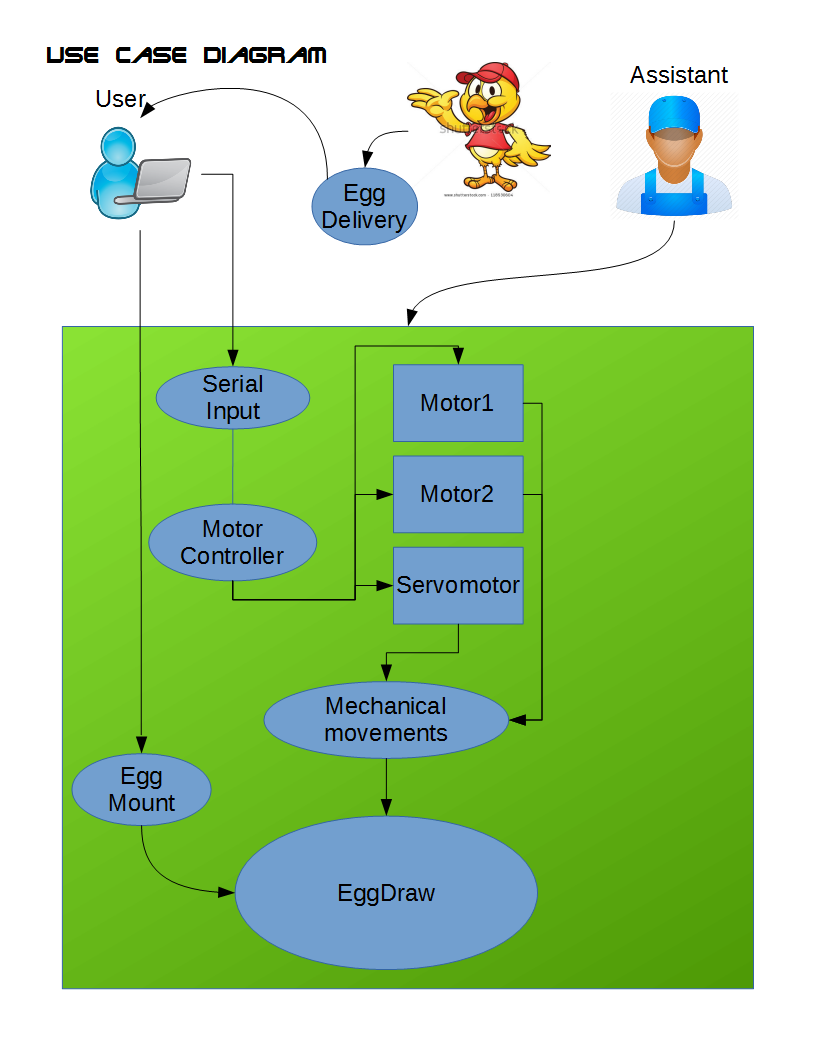 USE CASE DIAGRAM
User
Assistant
shutterstock
Egg
Delivery
Serial
Input
Motor1
Motor2
Motor
Controller
Servomotor
Mechanical
movements
Egg
Mount
EggDraw